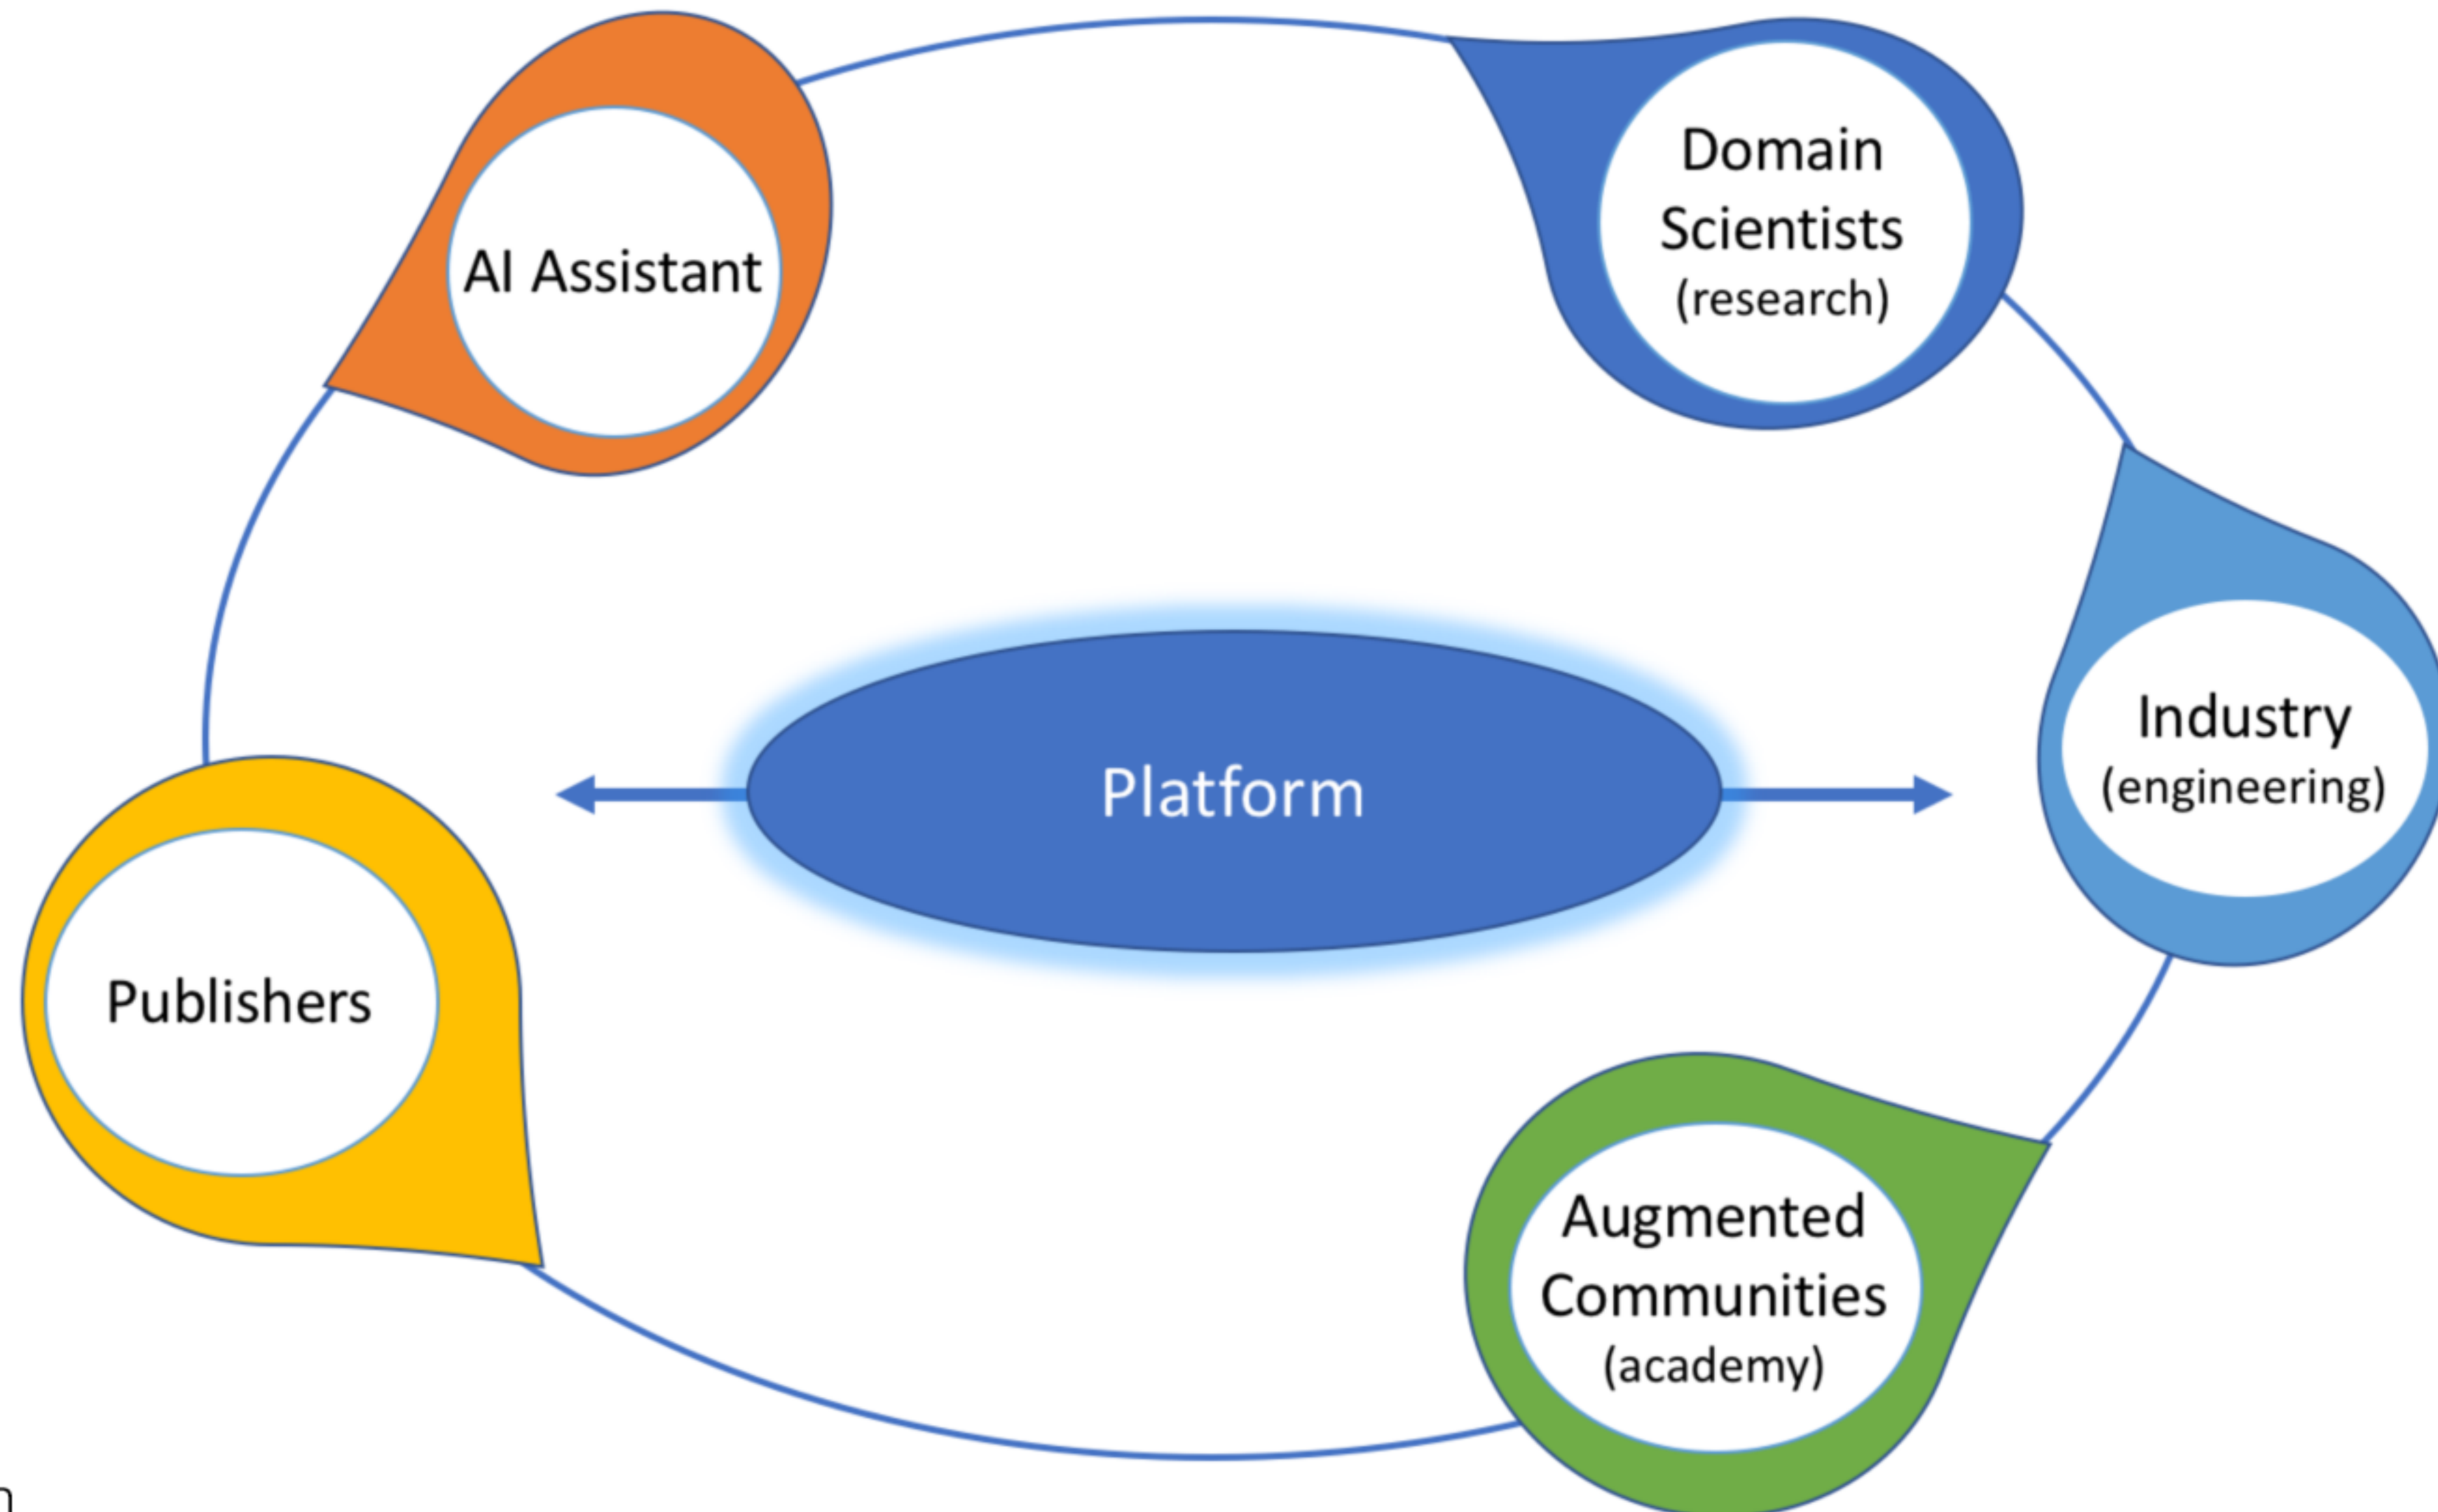 AI Assistant
Domain
Scientists
(research)
Industry
(engineering)
Platform
Publishers
Augmented
Communities
(academy)